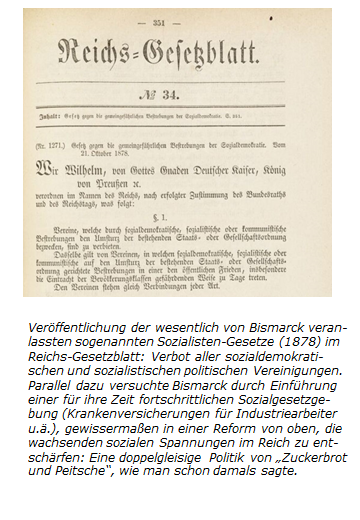 — 351 —
Reichs-Gesetzblatt.
№ 34.
Inhalt: Gesetz gegen die gemeingefährlichen Bestrebungen der Sozialdemokratie. S. 351.
(Nr. 1271.) Gesetz gegen die gemeingefährlichen Bestrebungen der Sozialdemokratie. Vom
21. Oktober 1878.
Wir Wilhelm, von Gottes Gnaden Deutscher Kaiser, König
von Preußen ꝛc.
verordnen im Namen des Reichs, nach erfolgter Zustimmung des Bundesraths
und des Reichstags, was folgt:
§. 1.
Vereine, welche durch sozialdemokratische, sozialistische oder kommunistische
Bestrebungen den Umsturz der bestehenden Staats- oder Gesellschaftsordnung
bezwecken, sind zu verbieten.
Dasselbe gilt von Vereinen, in welchen sozialdemokratische, sozialistische oder
kommunistische auf den Umsturz der bestehenden Staats- oder Gesellschafts-
ordnung gerichtete Bestrebungen in einer den öffentlichen Frieden, insbesondere
die Eintracht der Bevölkerungsklassen gefährdenden Weise zu Tage treten.
Den Vereinen stehen gleich Verbindungen jeder Art.
Veröffentlichung der wesentlich von Bismarck veran-
lassten sogenannten Sozialisten-Gesetze (1878) im
Reichs-Gesetzblatt: Verbot aller sozialdemokrati-
schen und sozialistischen politischen Vereinigungen.
Parallel dazu versuchte Bismarck durch Einführung
einer für ihre Zeit fortschrittlichen Sozialgesetzge-
bung (Krankenversicherungen für Industriearbeiter
u.ä.), gewissermaßen in einer Reform von oben, die
wachsenden sozialen Spannungen im Reich zu ent-
schärfen: Eine doppelgleisige Politik von „Zuckerbrot
und Peitsche“, wie man schon damals sagte.